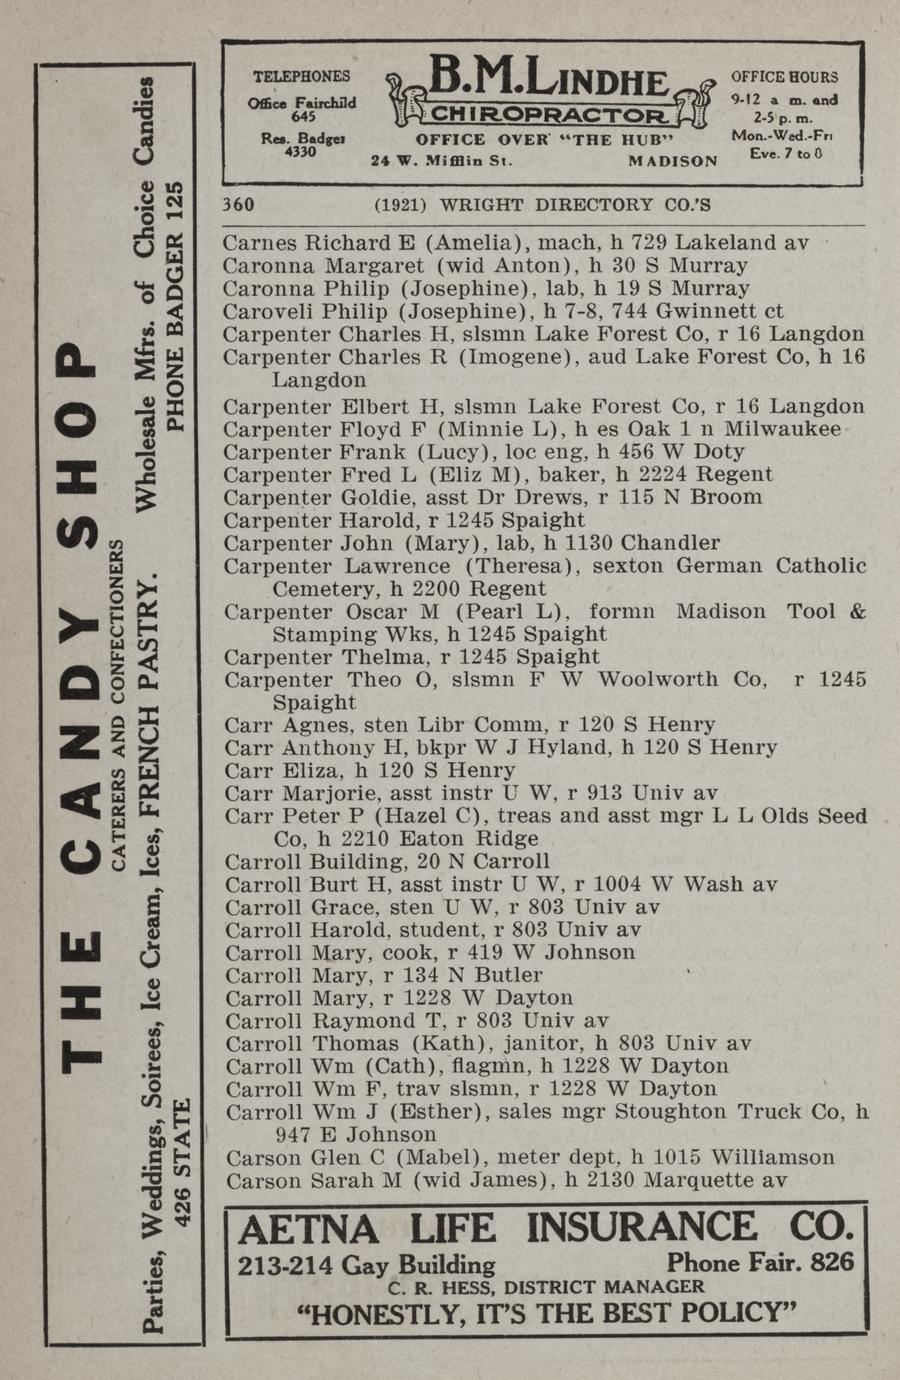 TELEPHONES
Office Fairchild
645
Res. Badger
4330
B.M.LINDHE
CHIROPRACTOR
OFFICE OVER "THE HUB"
24 W. Mifflin St. MADISON
OFFICE HOURS
9-12 a m. and
2-5 p. m.
Mon.-Wed.-Fri
Eve. 7 to 8
360 (1921) WRIGHT DIRECTORY CO.'S
Carnes Richard E (Amelia), mach, h 729 Lakeland av
Caronna Margaret (wid Anton), h 30 S Murray
Caronna Philip (Josephine), lab, h 19 S Murray
Caroveli Philip (Josephine), h 7-8, 744 Gwinnett ct
Carpenter Charles H, slsmn Lake Forest Co, r 16 Langdon
Carpenter Charles R (Imogene), aud Lake Forest Co, h 16
Langdon
Carpenter Elbert H, slsmn Lake Forest Co, r 16 Langdon
Carpenter Floyd F (Minnie L), h es Oak 1 n Milwaukee
Carpenter Frank (Lucy), loc eng, h 456 W Doty
Carpenter Fred L (Eliz M), baker, h 2224 Regent
Carpenter Goldie, asst Dr Drews, r 115 N Broom
Carpenter Harold, r 1245 Spaight
Carpenter John (Mary), lab, h 1130 Chandler
Carpenter Lawrence (Theresa), sexton German Catholic
Cemetery, h 2200 Regent
Carpenter Oscar M (Pearl L), formn Madison Tool &
Stamping Wks, h 1245 Spaight
Carpenter Thelma, r 1245 Spaight
Carpenter Theo O, slsmn F W Woolworth Co, r 1245
Spaight
Carr Agnes, sten Libr Comm, r 120 S Henry
Carr Anthony H, bkpr W J Hyland, h 120 S Henry
Carr Eliza, h 120 S Henry
Carr Marjorie, asst instr U W, r 913 Univ av
Carr Peter P (Hazel C), treas and asst mgr L L Olds Seed
Co, h 2210 Eaton Ridge
Carroll Building, 20 N Carroll
Carroll Burt H, asst instr U W, r 1004 W Wash av
Carroll Grace, sten U W, r 803 Univ av
Carroll Harold, student, r 803 Univ av
Carroll Mary, cook, r 419 W Johnson
Carroll Mary, r 134 N Butler
Carroll Mary, r 1228 W Dayton
Carroll Raymond T, r 803 Univ av
Carroll Thomas (Kath), janitor, h 803 Univ av
Carroll Wm (Cath), flagmn, h 1228 W Dayton
Carroll Wm F, trav slsmn, r 1228 W Dayton
Carroll Wm J (Esther), sales mgr Stoughton Truck Co, h
947 E Johnson
Carson Glen C (Mabel), meter dept, h 1015 Williamson
Carson Sarah M (wid James), h 2130 Marquette av
AETNA LIFE INSURANCE CO.
213-214 Gay Building Phone Fair. 826
C. R. HESS, DISTRICT MANAGER
"HONESTLY, IT'S THE BEST POLICY"
THE CANDY SHOP
CATERERS AND CONFECTIONERS
Parties, Weddings, Soirees, Ice Cream, Ices, FRENCH PASTRY. Wholesale Mfrs. of Choice Candies
426 STATE PHONE BADGER 125